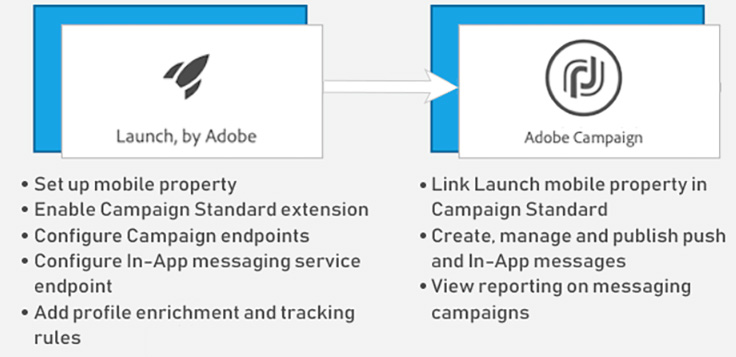 Launch, by Adobe
• Set up mobile property
• Enable Campaign Standard extension
• Configure Campaign endpoints
• Configure In-App messaging service
endpoint
• Add profile enrichment and tracking
rules
Adobe Campaign
• Link Launch mobile property in
Campaign Standard
• Create, manage and publish push
and In-App messages
• View reporting on messaging
campaigns